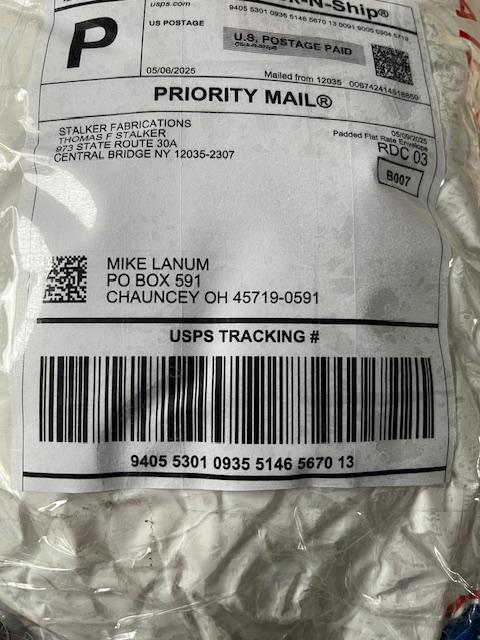 usps.com
k-N-Ship®
9405 5301 0935 5146 5670 13 0091 9005 0304 5719
P
US POSTAGE
U.S. POSTAGE PAID
Click-N-Ship®
05/06/2025
Mailed from 12035
PRIORITY MAIL®
STALKER FABRICATIONS
THOMAS F STALKER
973 STATE ROUTE 30A
CENTRAL BRIDGE NY 12035-2307
05/09/2025
Padded Flat Rate Envelope
RDC 03
B007
MIKE LANUM
PO BOX 591
CHAUNCEY OH 45719-0591
USPS TRACKING #
9405 5301 0935 5146 5670 13